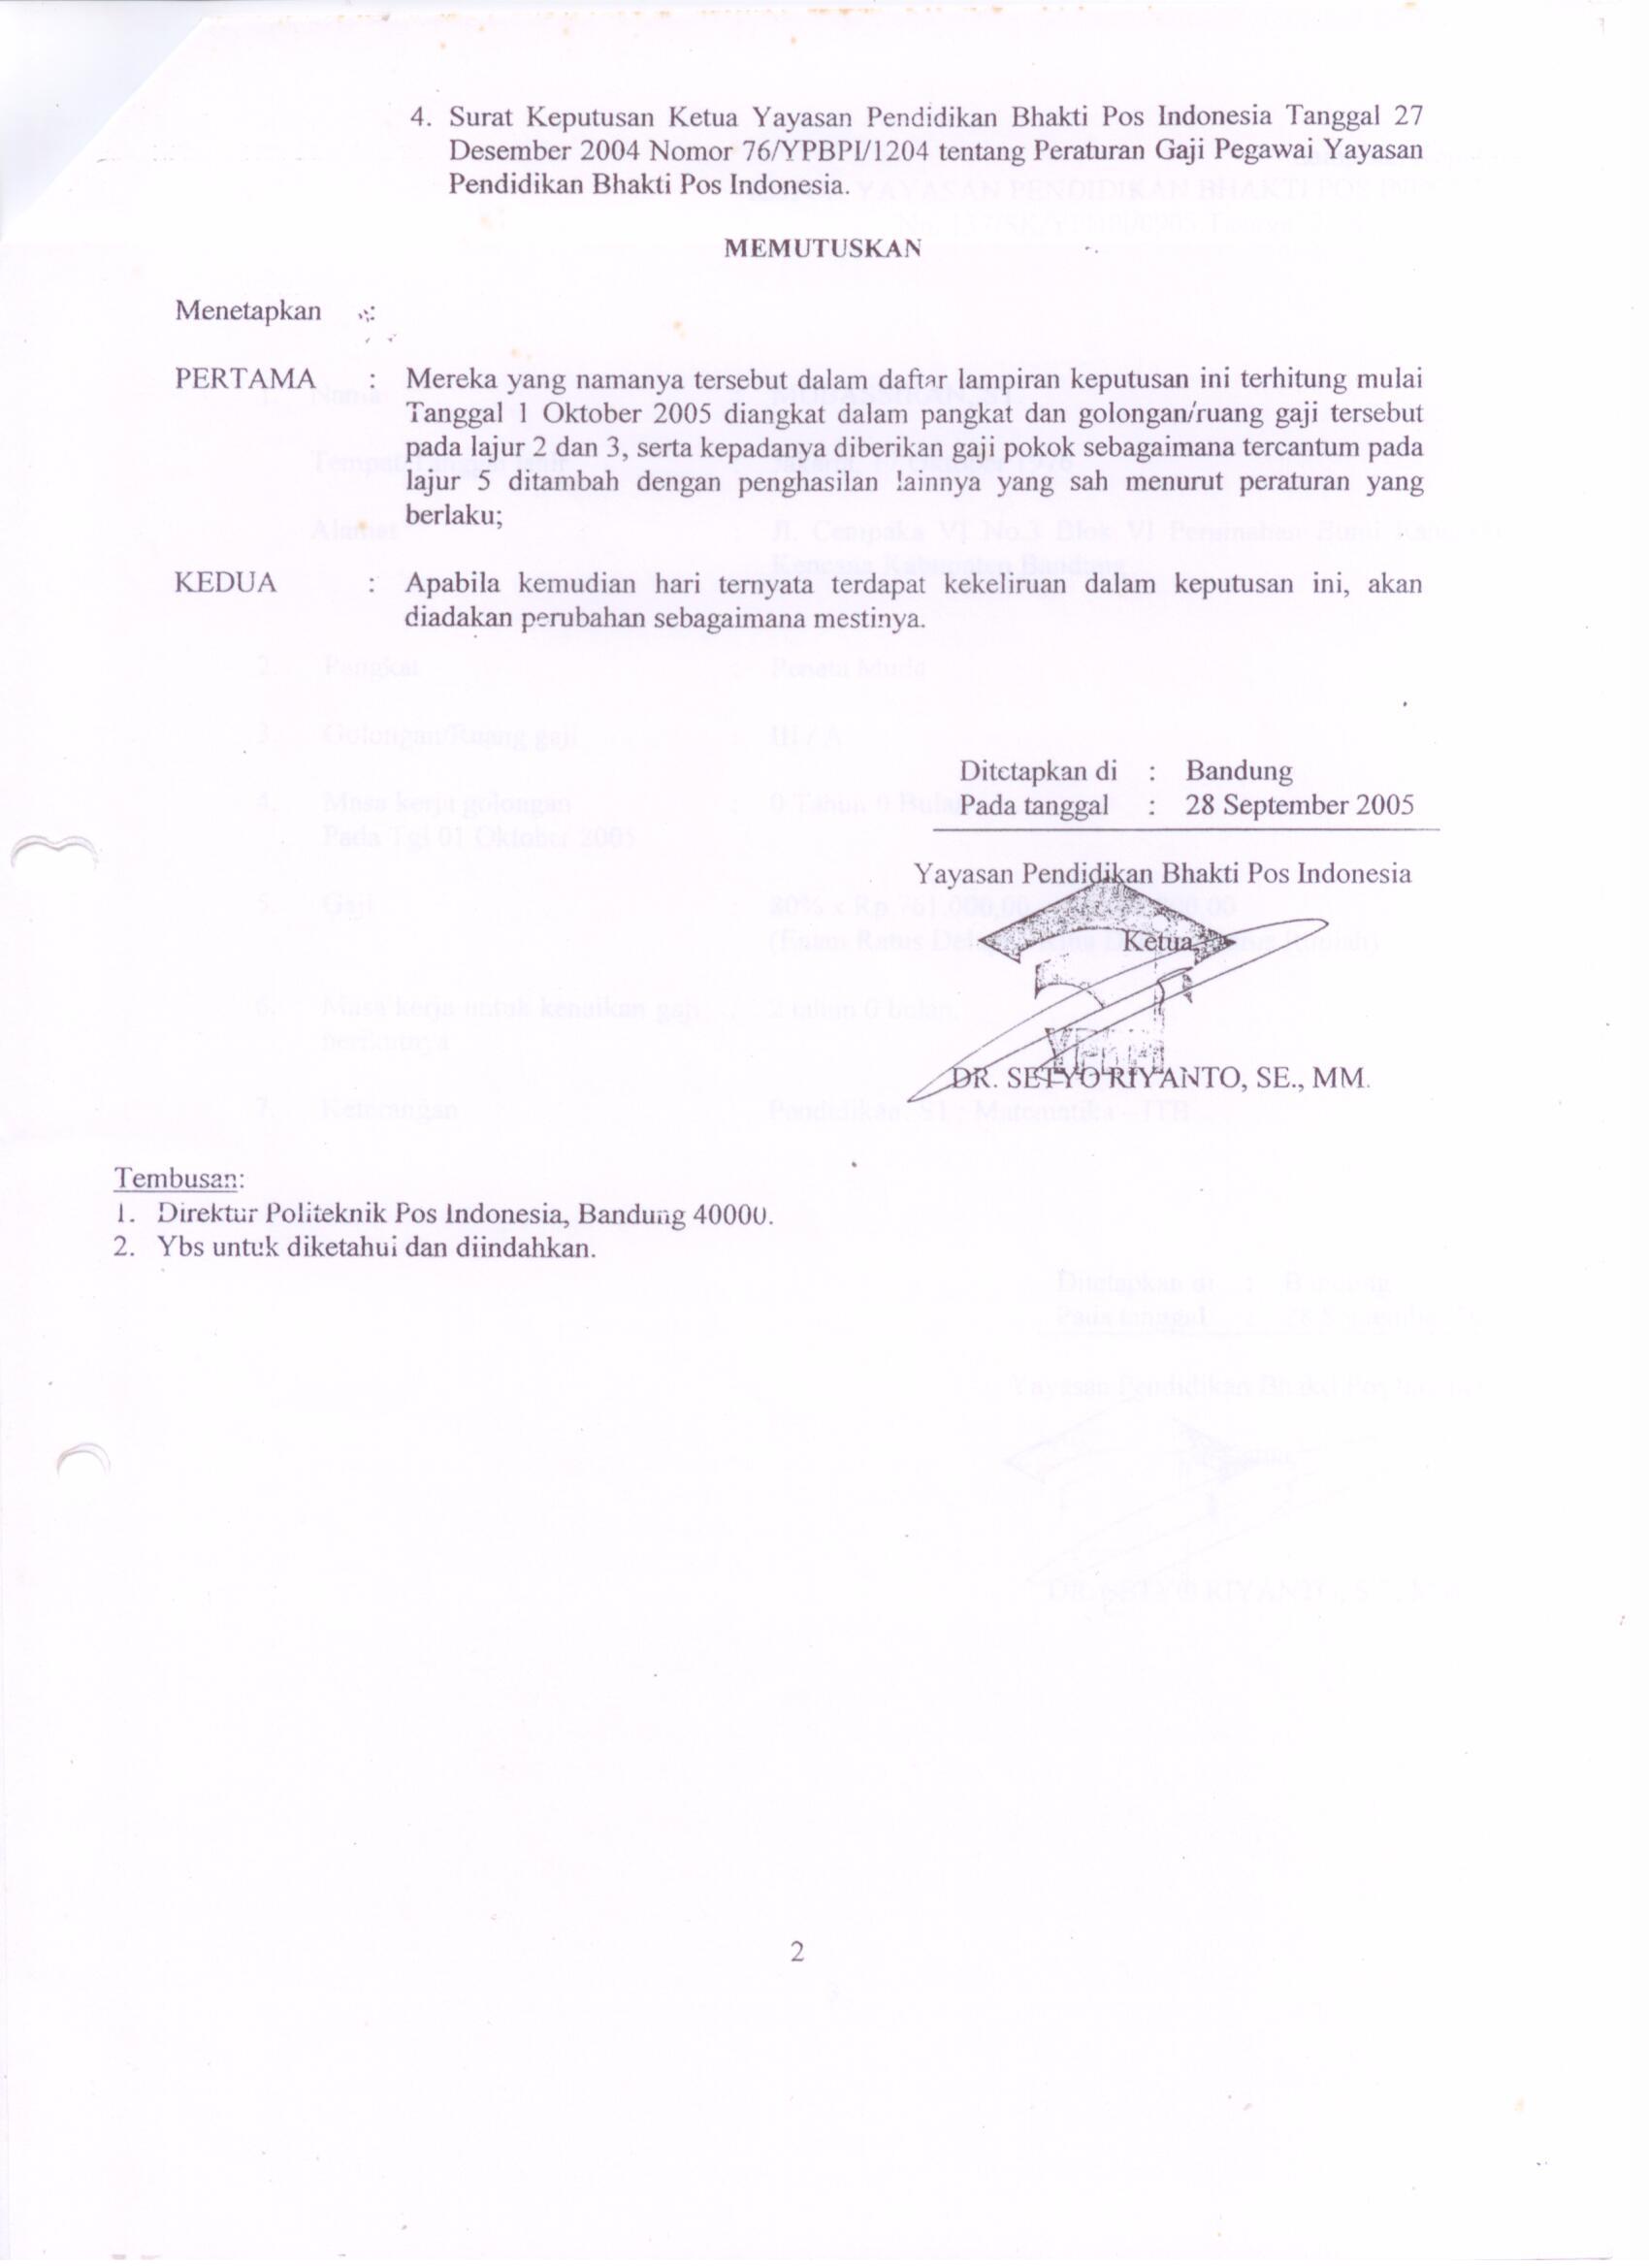 4. Surat Keputusan Ketua Yayasan Pendidikan Bhakti Pos Indonesia Tanggal 27
Desember 2004 Nomor 76/YPBPI/1204 tentang Peraturan Gaji Pegawai Yayasan
Pendidikan Bhakti Pos Indonesia.
MEMUTUSKAN
Menetapkan :
PERTAMA : Mereka yang namanya tersebut dalam daftar lampiran keputusan ini terhitung mulai
Tanggal 1 Oktober 2005 diangkat dalam pangkat dan golongan/ruang gaji tersebut
pada lajur 2 dan 3, serta kepadanya diberikan gaji pokok sebagaimana tercantum pada
lajur 5 ditambah dengan penghasilan lainnya yang sah menurut peraturan yang
berlaku;
KEDUA : Apabila kemudian hari ternyata terdapat kekeliruan dalam keputusan ini, akan
diadakan perubahan sebagaimana mestinya.
Ditetapkan di : Bandung
Pada tanggal : 28 September 2005
Yayasan Pendidikan Bhakti Pos Indonesia
Ketua,
DR. SETYO RIYANTO, SE., MM.
Tembusan:
1. Direktur Politeknik Pos Indonesia, Bandung 40000.
2. Ybs untuk diketahui dan diindahkan.
2